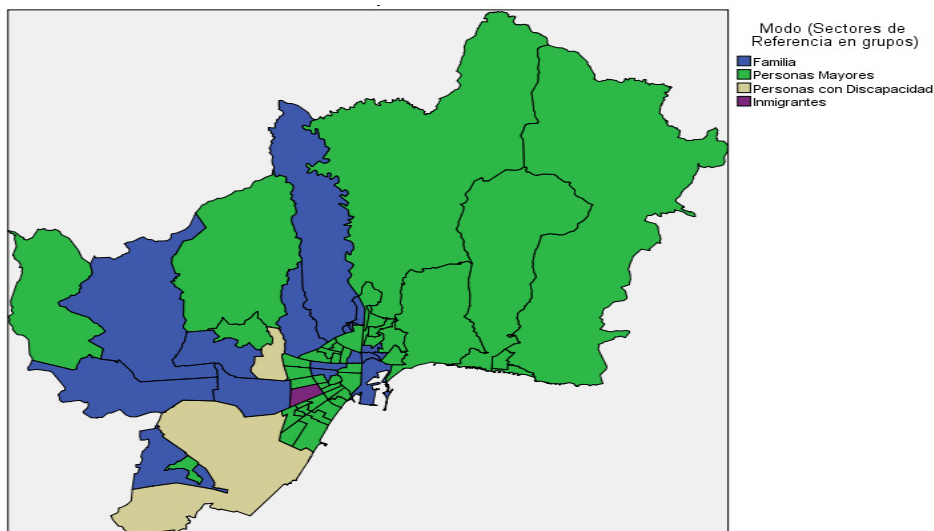 Modo (Sectores de
Referencia en grupos)
Familia
Personas Mayores
Personas con Discapacidad
Inmigrantes